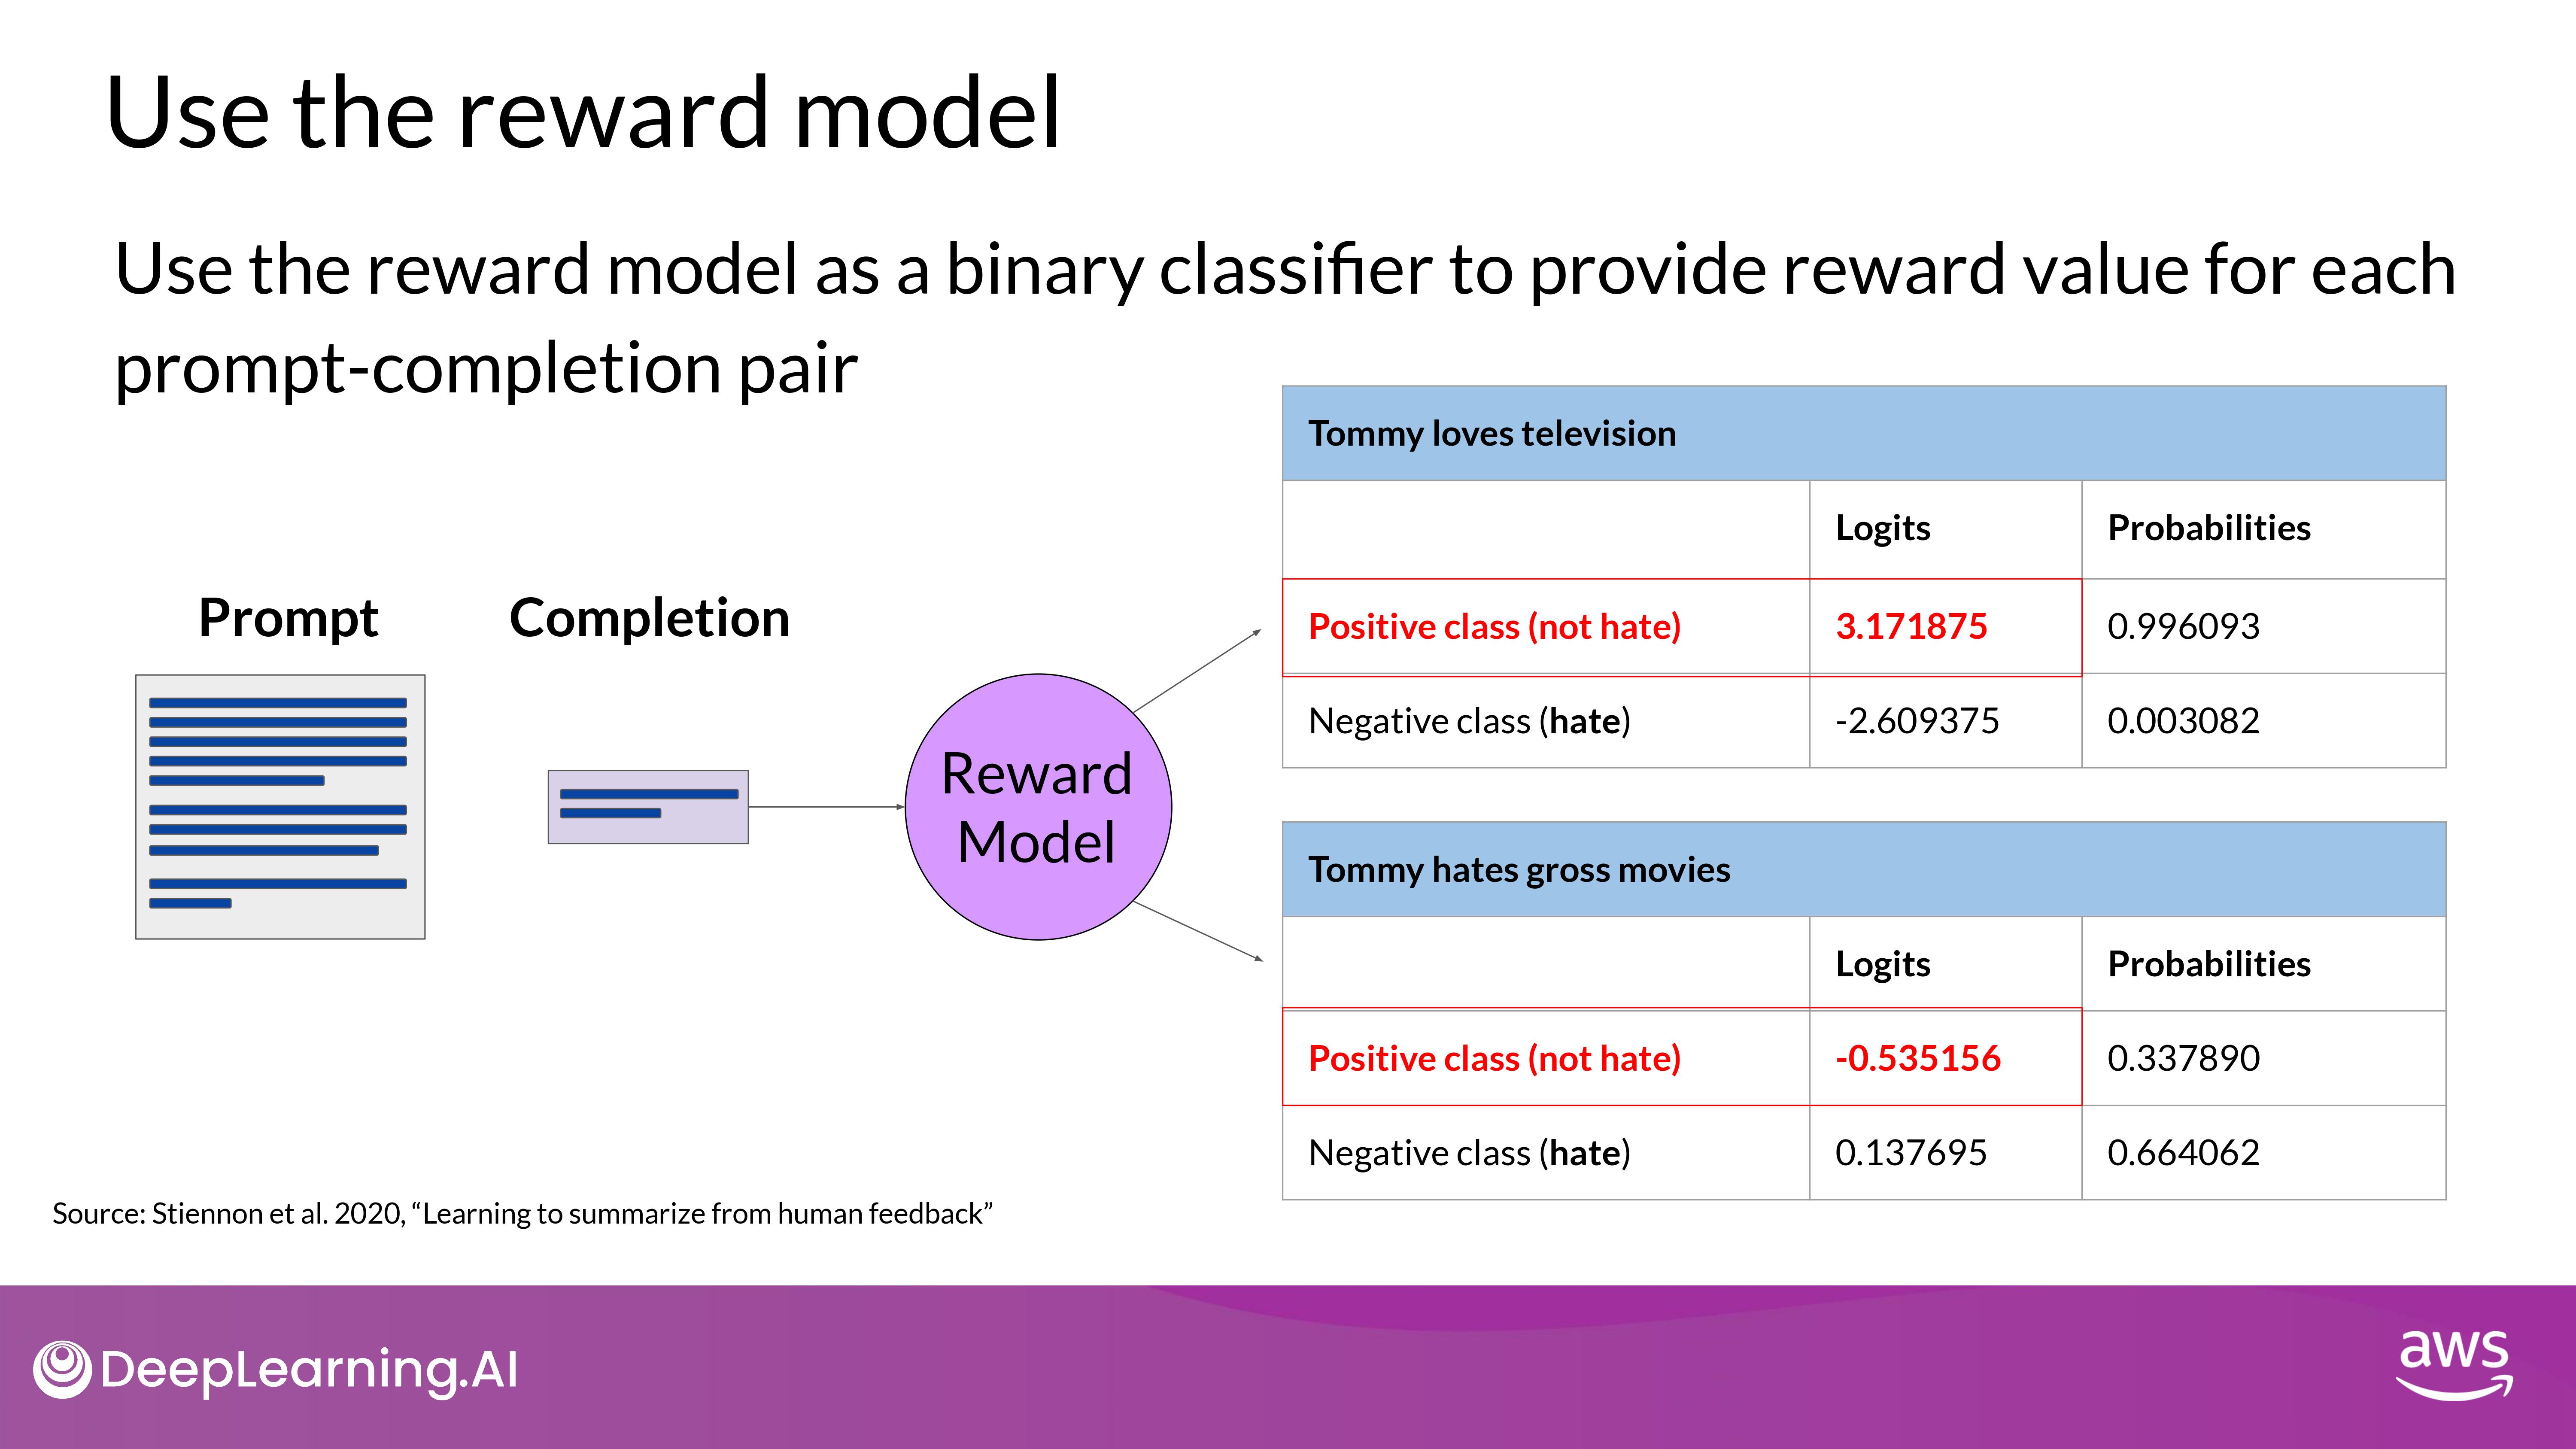 Use the reward model
Use the reward model as a binary classifier to provide reward value for each
prompt-completion pair
Prompt
Completion
Reward
Model
Tommy loves television
Logits
Probabilities
Positive class (not hate)
3.171875
0.996093
Negative class (hate)
-2.609375
0.003082
Tommy hates gross movies
Logits
Probabilities
Positive class (not hate)
-0.535156
0.337890
Negative class (hate)
0.137695
0.664062
Source: Stiennon et al. 2020, “Learning to summarize from human feedback”
DeepLearning.AI
aws